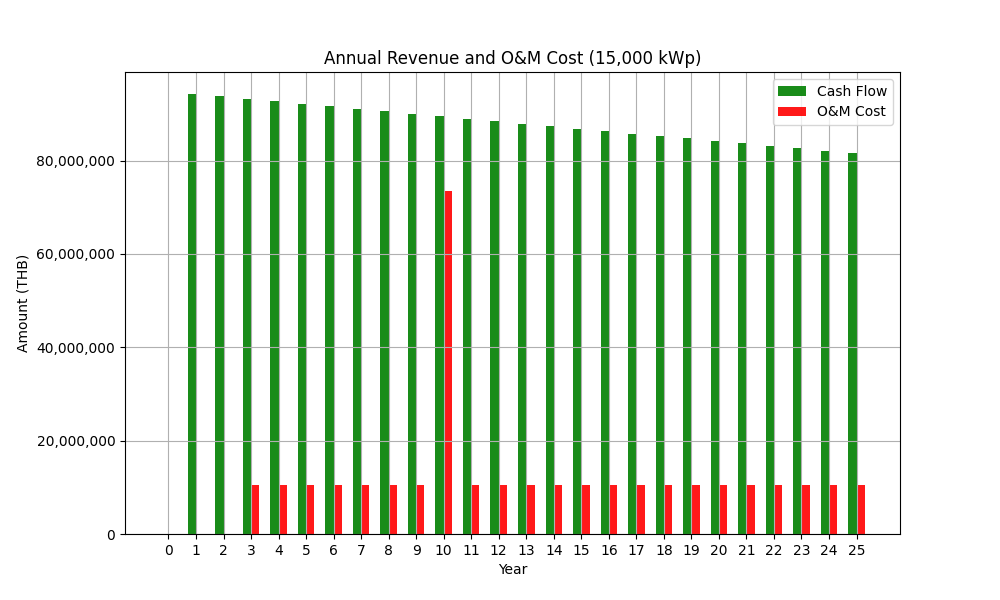 Annual Revenue and O&M Cost (15,000 kWp)
Cash Flow
O&M Cost
Amount (THB)
80,000,000
60,000,000
40,000,000
20,000,000
0
0 1 2 3 4 5 6 7 8 9 10 11 12 13 14 15 16 17 18 19 20 21 22 23 24 25
Year